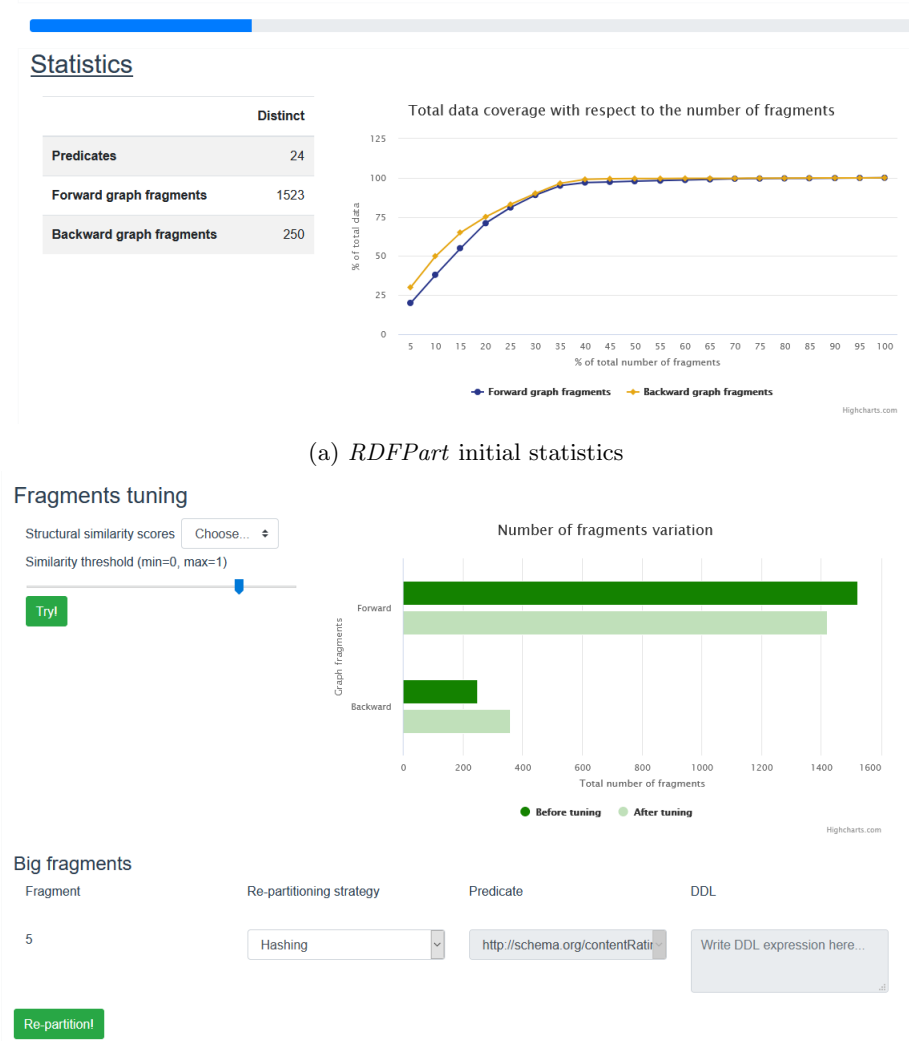 Statistics
Distinct
Predicates 24
Forward graph fragments 1523
Backward graph fragments 250
Total data coverage with respect to the number of fragments
% of total data
125
100
75
50
25
0
5 10 15 20 25 30 35 40 45 50 55 60 65 70 75 80 85 90 95 100
% of total number of fragments
Forward graph fragments Backward graph fragments
Highcharts.com
(a) RDFPart initial statistics
Fragments tuning
Structural similarity scores Choose...
Similarity threshold (min=0, max=1)
Try!
Number of fragments variation
Graph fragments
Forward
Backward
0 200 400 600 800 1000 1200 1400 1600
Total number of fragments
Before tuning After tuning
Highcharts.com
Big fragments
Fragment Re-partitioning strategy Predicate DDL
5 Hashing http://schema.org/contentRatin Write DDL expression here...
Re-partition!